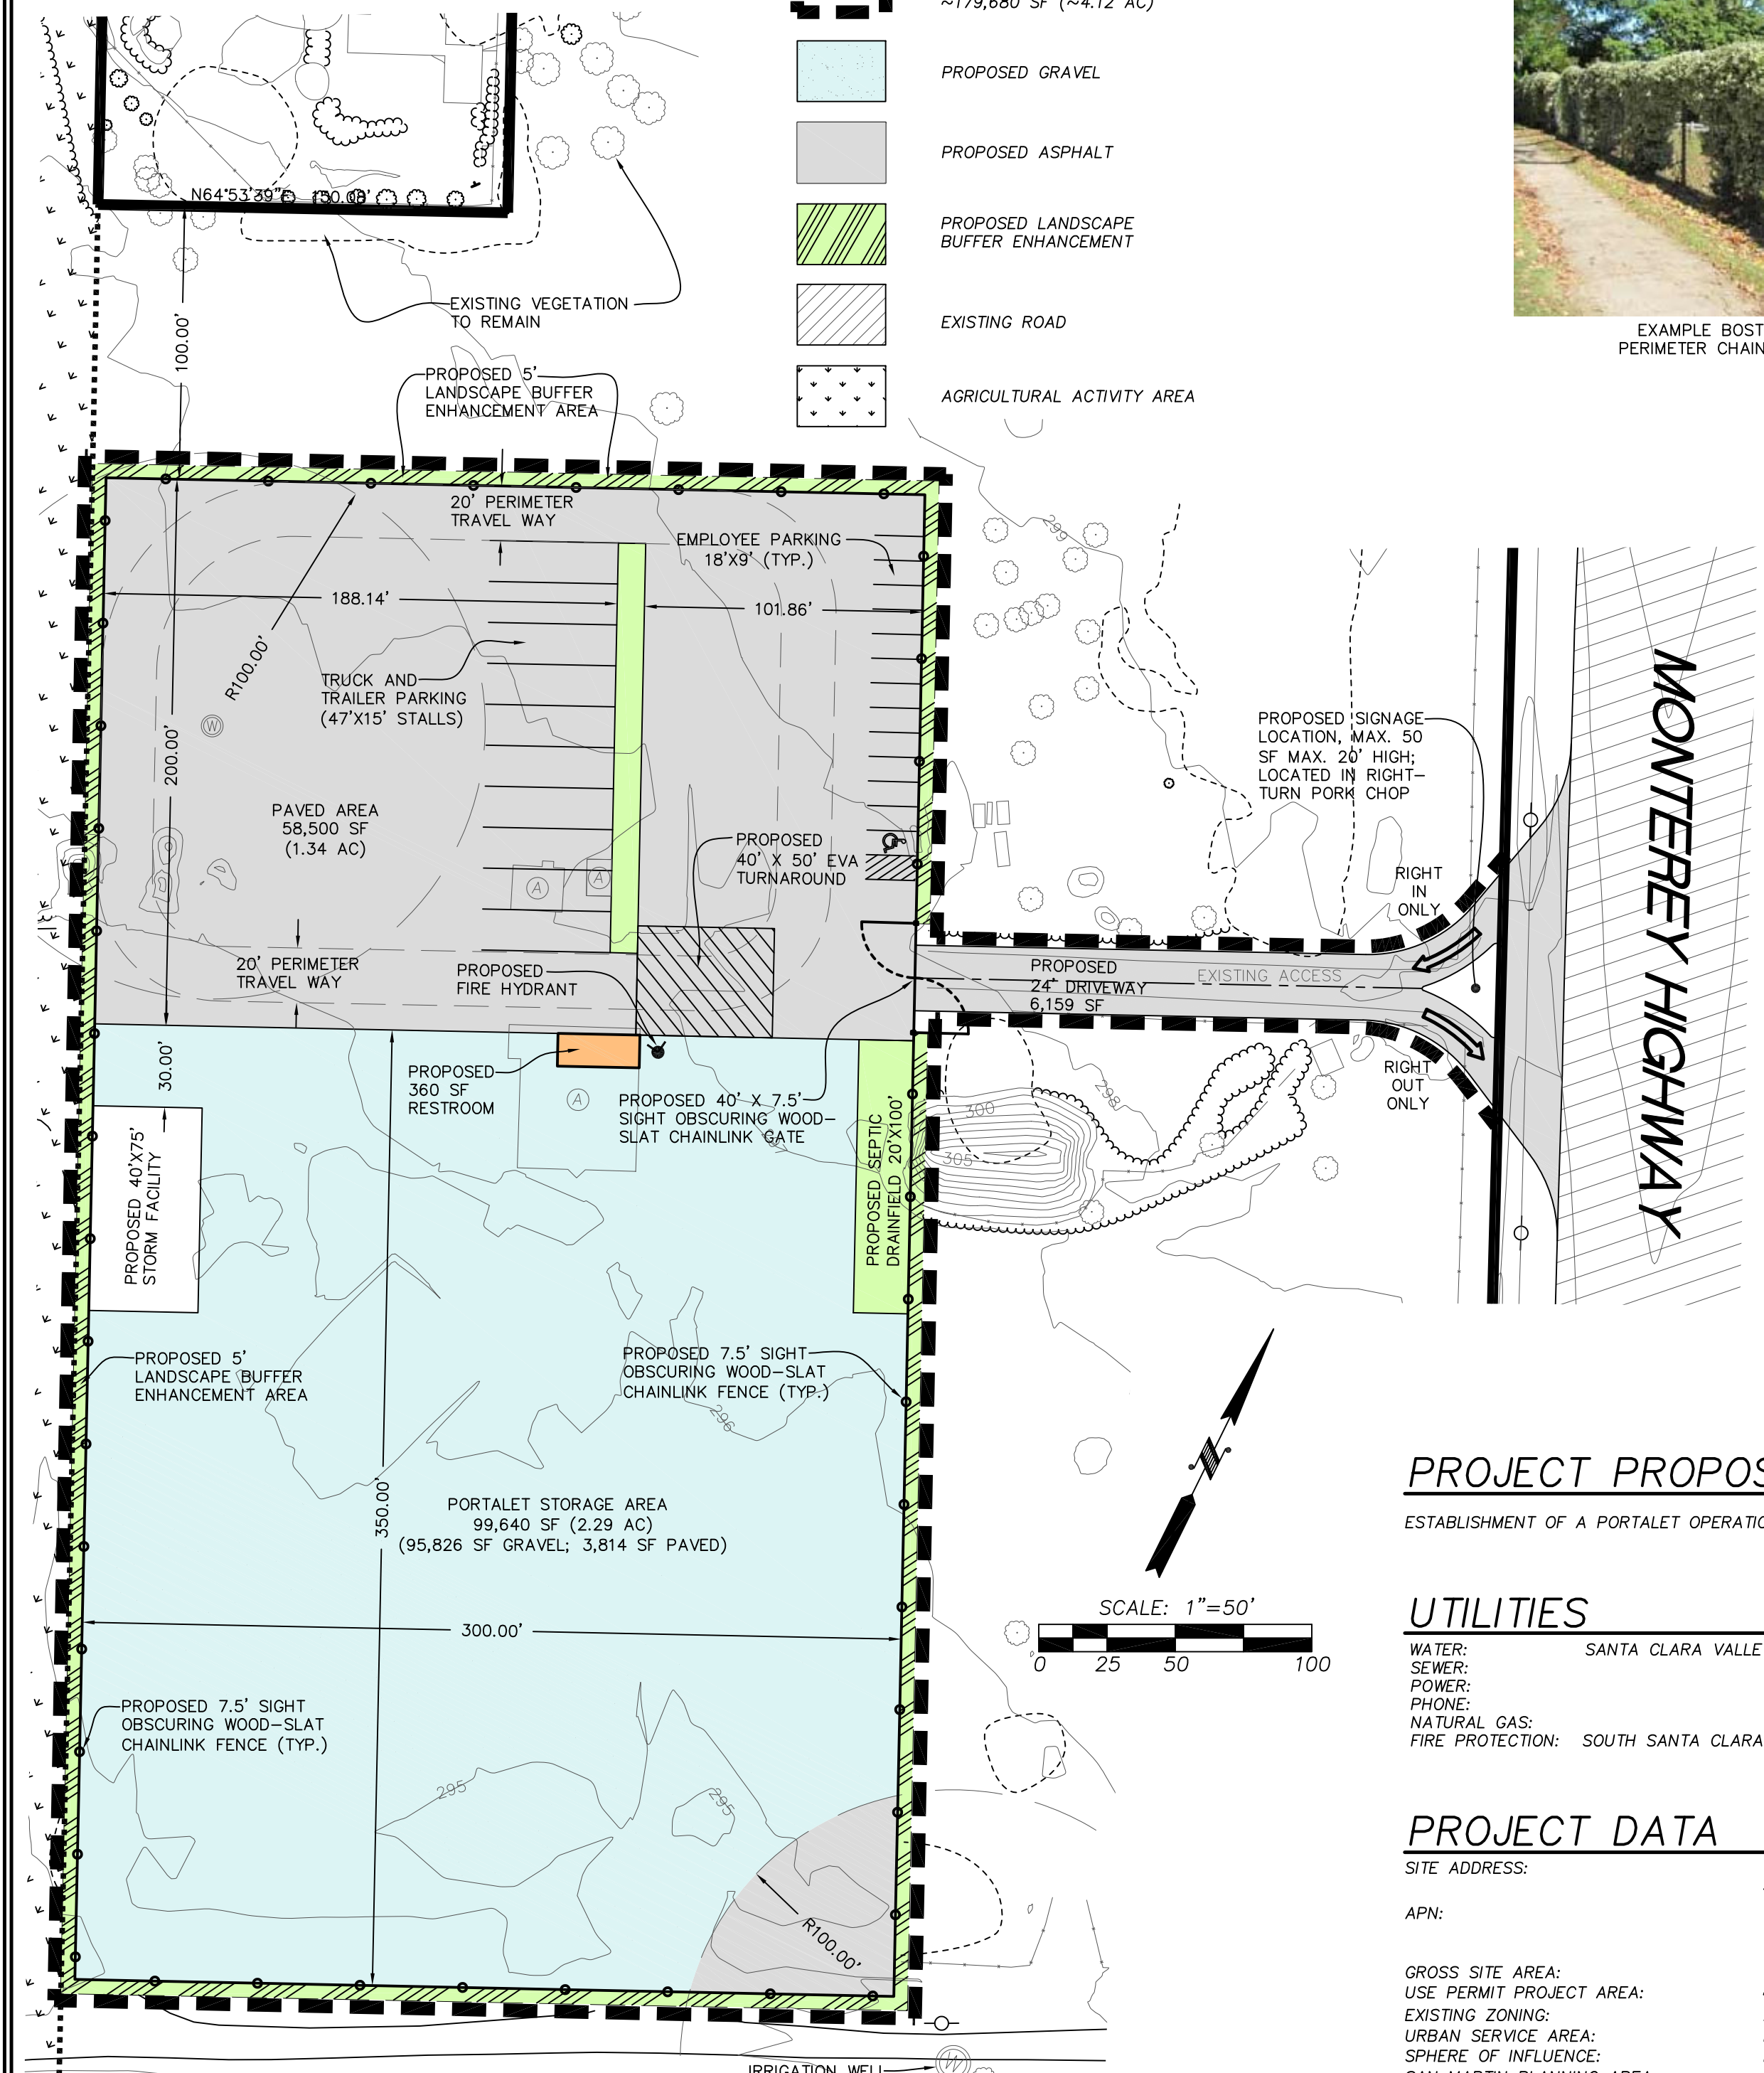 ~179,680 SF (~4.12 AC)
PROPOSED GRAVEL
PROPOSED ASPHALT
PROPOSED LANDSCAPE
BUFFER ENHANCEMENT
EXISTING ROAD
AGRICULTURAL ACTIVITY AREA
EXAMPLE BOST
PERIMETER CHAIN
N64°53'39"E 150.00'
EXISTING VEGETATION
TO REMAIN
100.00'
PROPOSED 5'
LANDSCAPE BUFFER
ENHANCEMENT AREA
20' PERIMETER
TRAVEL WAY
EMPLOYEE PARKING
18'X9' (TYP.)
188.14'
101.86'
R100.00'
TRUCK AND
TRAILER PARKING
(47'X15' STALLS)
W
200.00'
PAVED AREA
58,500 SF
(1.34 AC)
PROPOSED
40' X 50' EVA
TURNAROUND
A
A
20' PERIMETER
TRAVEL WAY
PROPOSED
FIRE HYDRANT
299
PROPOSED SIGNAGE
LOCATION, MAX. 50
SF MAX. 20' HIGH;
LOCATED IN RIGHT-
TURN PORK CHOP
MONTEREY HIGHWAY
RIGHT
IN
ONLY
PROPOSED
24' DRIVEWAY
6,159 SF
EXISTING ACCESS
RIGHT
OUT
ONLY
30.00'
PROPOSED
360 SF
RESTROOM
A
PROPOSED 40' X 7.5'
SIGHT OBSCURING WOOD-
SLAT CHAINLINK GATE
PROPOSED 40'X75'
STORM FACILITY
PROPOSED SEPTIC
DRAINFIELD 20'X100'
300
298
305
PROPOSED 5'
LANDSCAPE BUFFER
ENHANCEMENT AREA
PROPOSED 7.5' SIGHT
OBSCURING WOOD-SLAT
CHAINLINK FENCE (TYP.)
296
350.00'
PORTALET STORAGE AREA
99,640 SF (2.29 AC)
(95,826 SF GRAVEL; 3,814 SF PAVED)
300.00'
PROPOSED 7.5' SIGHT
OBSCURING WOOD-SLAT
CHAINLINK FENCE (TYP.)
295
295
R100.00'
IRRIGATION WELL
W
SCALE: 1"=50'
0 25 50 100
PROJECT PROPOS
ESTABLISHMENT OF A PORTALET OPERATIO
UTILITIES
WATER: SANTA CLARA VALLE
SEWER:
POWER:
PHONE:
NATURAL GAS:
FIRE PROTECTION: SOUTH SANTA CLARA
PROJECT DATA
SITE ADDRESS:
APN:
GROSS SITE AREA:
USE PERMIT PROJECT AREA:
EXISTING ZONING:
URBAN SERVICE AREA:
SPHERE OF INFLUENCE:
SAN MARTIN PLANNING AREA